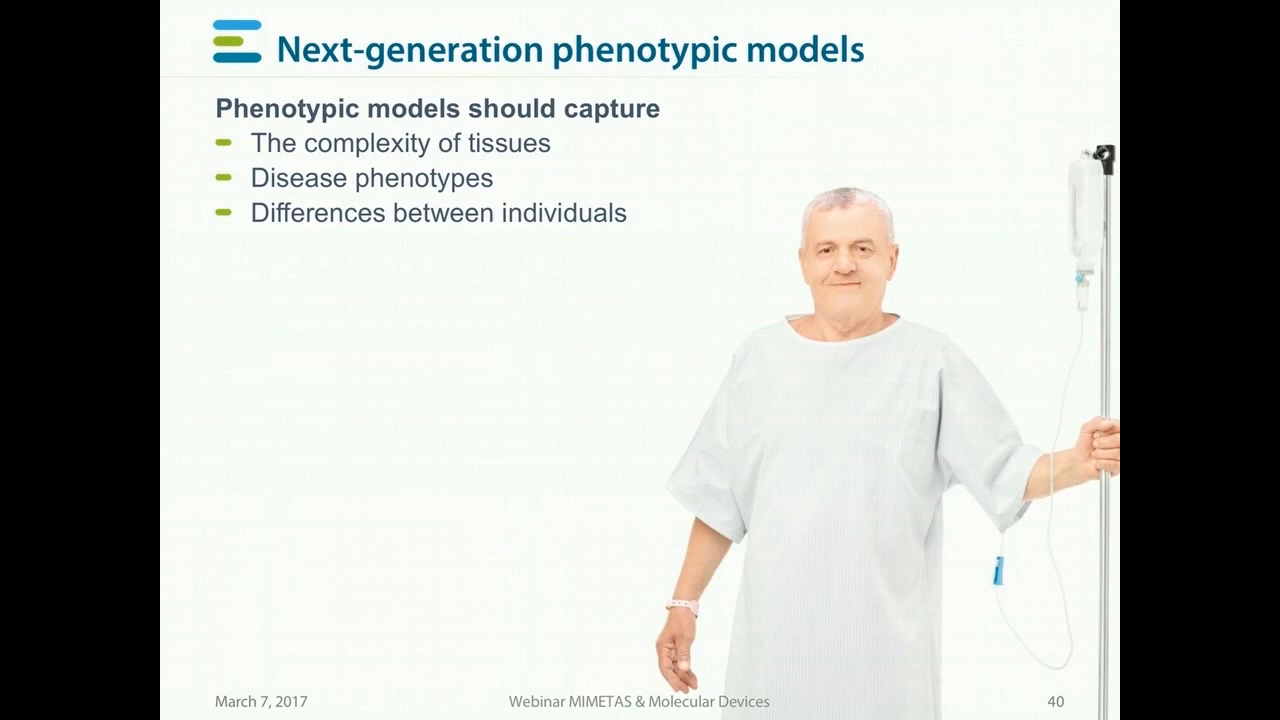 Next-generation phenotypic models
Phenotypic models should capture
The complexity of tissues
Disease phenotypes
Differences between individuals
March 7, 2017
Webinar MIMETAS & Molecular Devices
40